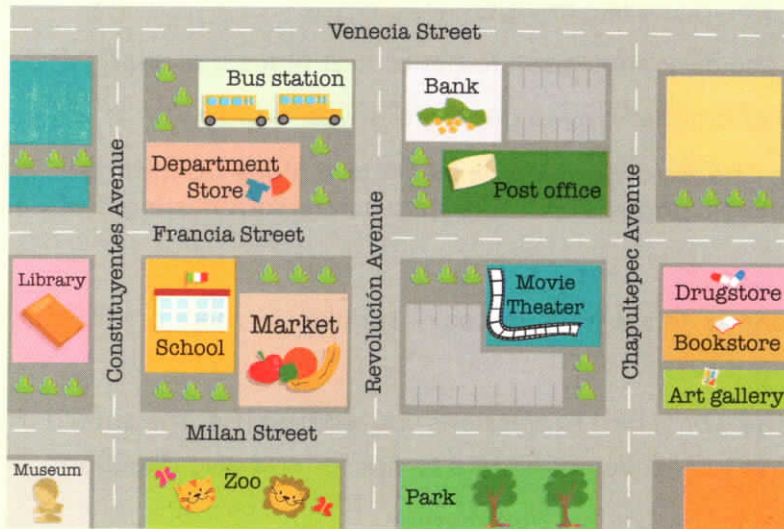 Venecia Street
Bus station
Bank
Department
Store
Post office
Constituyentes Avenue
Revolución Avenue
Chapultepec Avenue
Francia Street
Library
School
Market
Movie
Theater
Drugstore
Bookstore
Art gallery
Milan Street
Museum
Zoo
Park